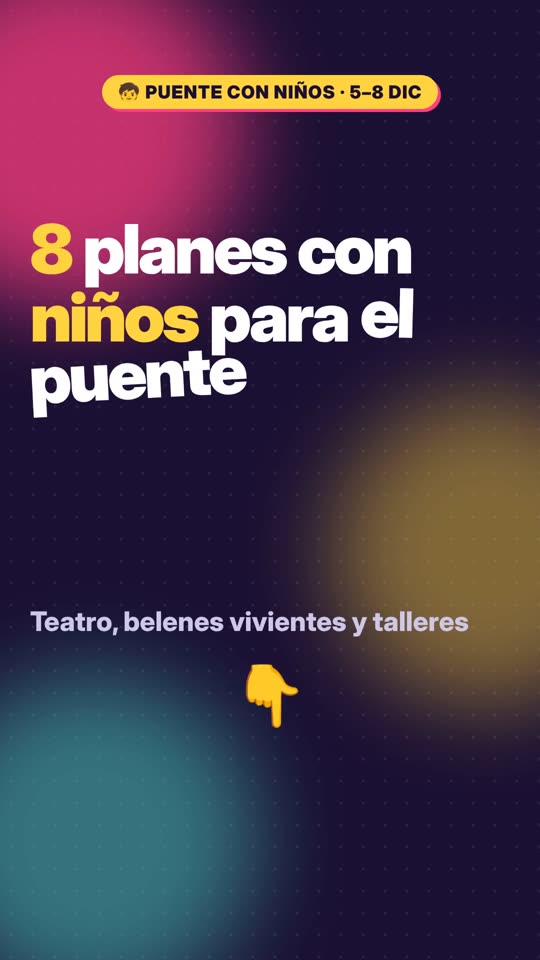 PUENTE CON NIÑOS · 5–8 DIC
8 planes con
niños para el
puente
Teatro, belenes vivientes y talleres